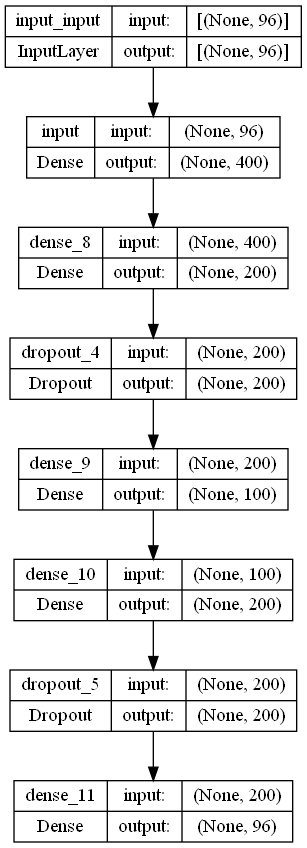 input_input input: [(None, 96)]
InputLayer output: [(None, 96)]
input input: (None, 96)
Dense output: (None, 400)
dense_8 input: (None, 400)
Dense output: (None, 200)
dropout_4 input: (None, 200)
Dropout output: (None, 200)
dense_9 input: (None, 200)
Dense output: (None, 100)
dense_10 input: (None, 100)
Dense output: (None, 200)
dropout_5 input: (None, 200)
Dropout output: (None, 200)
dense_11 input: (None, 200)
Dense output: (None, 96)